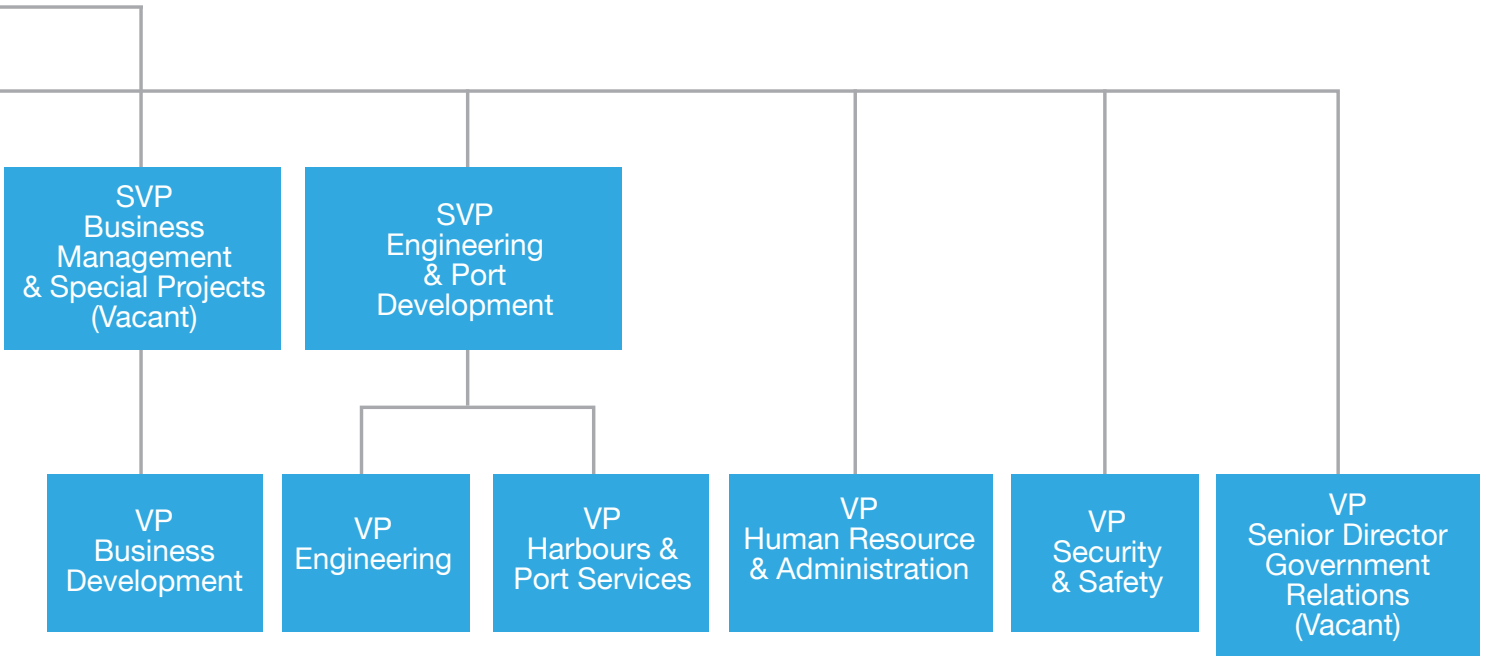 SVP
Business
Management
& Special Projects
(Vacant)
SVP
Engineering
& Port
Development
VP
Business
Development
VP
Engineering
VP
Harbours &
Port Services
VP
Human Resource
& Administration
VP
Security
& Safety
VP
Senior Director
Government
Relations
(Vacant)